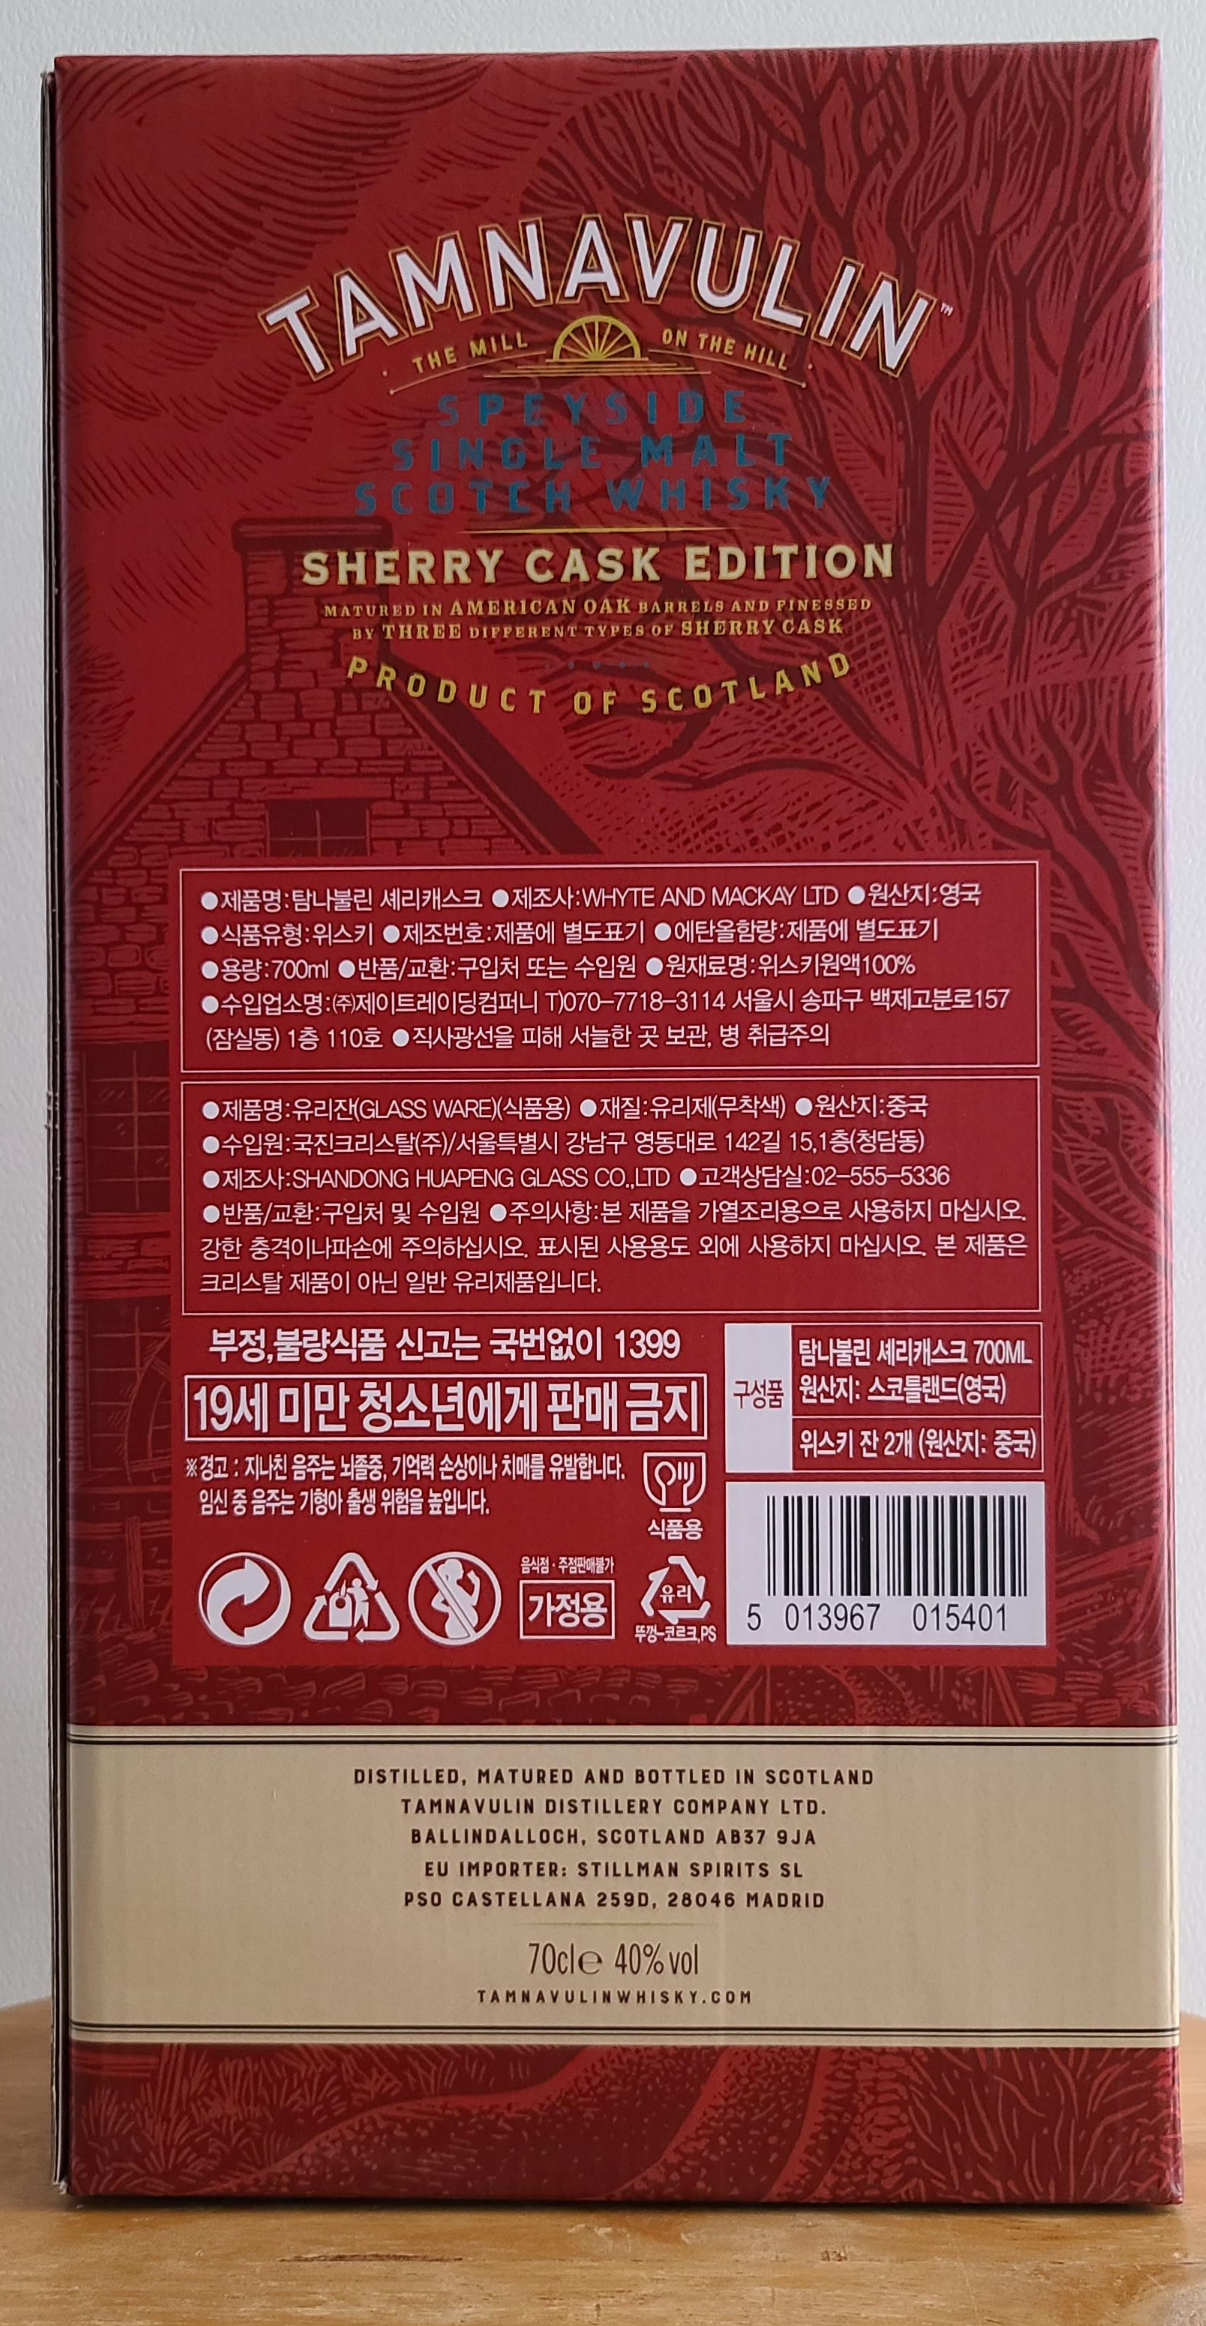 TAMNAVULIN™
THE MILL ON THE HILL
SPEYSIDE
SINGLE MALT
SCOTCH WHISKY
SHERRY CASK EDITION
MATURED IN AMERICAN OAK BARRELS AND FINESSED
BY THREE DIFFERENT TYPES OF SHERRY CASK
PRODUCT OF SCOTLAND
●제품명:탐나불린 셰리캐스크 ●제조사:WHYTE AND MACKAY LTD ●원산지:영국
●식품유형:위스키 ●제조번호:제품에 별도표기 ●에탄올함량:제품에 별도표기
●용량:700ml ●반품/교환:구입처 또는 수입원 ●원재료명:위스키원액100%
●수입업소명:㈜제이트레이딩컴퍼니 T)070-7718-3114 서울시 송파구 백제고분로157
(잠실동) 1층 110호 ●직사광선을 피해 서늘한 곳 보관, 병 취급주의
●제품명:유리잔(GLASS WARE)(식품용) ●재질:유리제(무착색) ●원산지:중국
●수입원:국진크리스탈(주)/서울특별시 강남구 영동대로 142길 15,1층(청담동)
●제조사:SHANDONG HUAPENG GLASS CO.,LTD ●고객상담실:02-555-5336
●반품/교환:구입처 및 수입원 ●주의사항:본 제품을 가열조리용으로 사용하지 마십시오.
강한 충격이나파손에 주의하십시오. 표시된 사용용도 외에 사용하지 마십시오. 본 제품은
크리스탈 제품이 아닌 일반 유리제품입니다.
부정,불량식품 신고는 국번없이 1399
19세 미만 청소년에게 판매 금지
※경고 : 지나친 음주는 뇌졸중, 기억력 손상이나 치매를 유발합니다.
임신 중 음주는 기형아 출생 위험을 높입니다.
식품용
음식점·주점판매불가
가정용
유리
뚜껑-코르크,PS
구성품
탐나불린 셰리캐스크 700ML
원산지: 스코틀랜드(영국)
위스키 잔 2개 (원산지: 중국)
5 013967 015401
DISTILLED, MATURED AND BOTTLED IN SCOTLAND
TAMNAVULIN DISTILLERY COMPANY LTD.
BALLINDALLOCH, SCOTLAND AB37 9JA
EU IMPORTER: STILLMAN SPIRITS SL
PSO CASTELLANA 259D, 28046 MADRID
70cl℮ 40%vol
TAMNAVULINWHISKY.COM